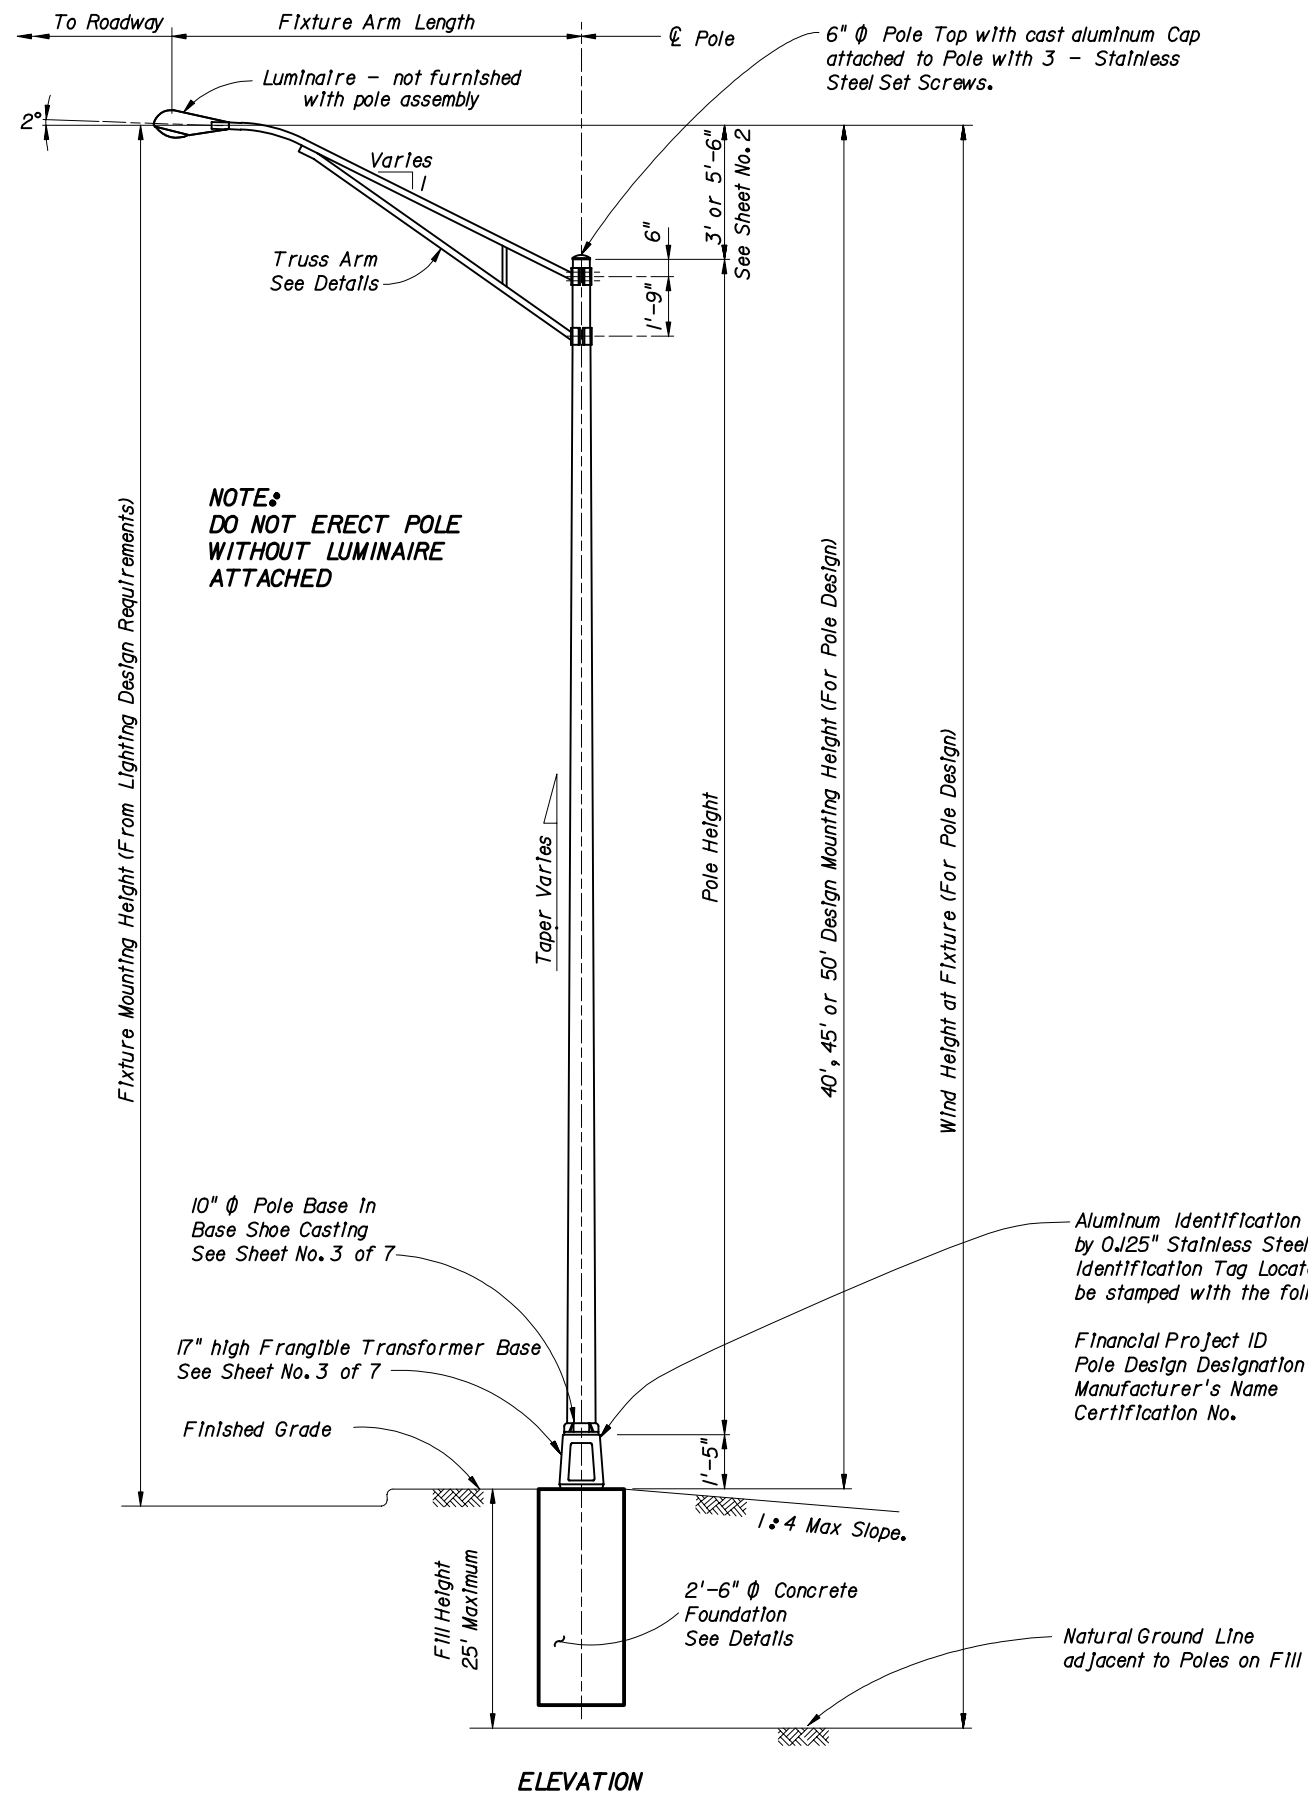 To Roadway
Fixture Arm Length
℄ Pole
6" ϕ Pole Top with cast aluminum Cap
attached to Pole with 3 - Stainless
Steel Set Screws.
Luminaire - not furnished
with pole assembly
2°
Varies
1
3' or 5'-6"
See Sheet No. 2
6"
1'-9"
Truss Arm
See Details
NOTE:
DO NOT ERECT POLE
WITHOUT LUMINAIRE
ATTACHED
Fixture Mounting Height (From Lighting Design Requirements)
Taper Varies
Pole Height
40', 45' or 50' Design Mounting Height (For Pole Design)
Wind Height at Fixture (For Pole Design)
10" ϕ Pole Base in
Base Shoe Casting
See Sheet No. 3 of 7
17" high Frangible Transformer Base
See Sheet No. 3 of 7
Finished Grade
Aluminum Identification
by 0.125" Stainless Steel
Identification Tag Locat
be stamped with the foll
Financial Project ID
Pole Design Designation
Manufacturer's Name
Certification No.
1'-5"
1:4 Max Slope.
Fill Height
25' Maximum
2'-6" ϕ Concrete
Foundation
See Details
Natural Ground Line
adjacent to Poles on Fill
ELEVATION